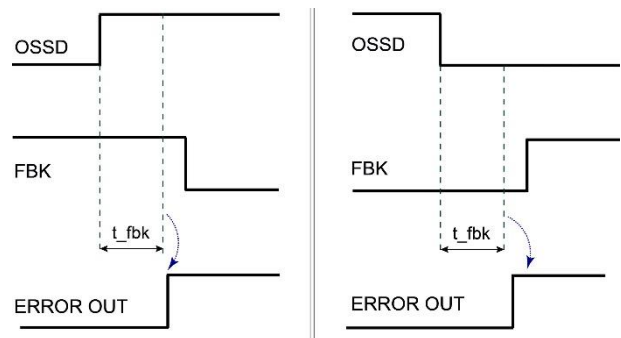 OSSD
FBK
t_fbk
ERROR OUT
OSSD
FBK
t_fbk
ERROR OUT